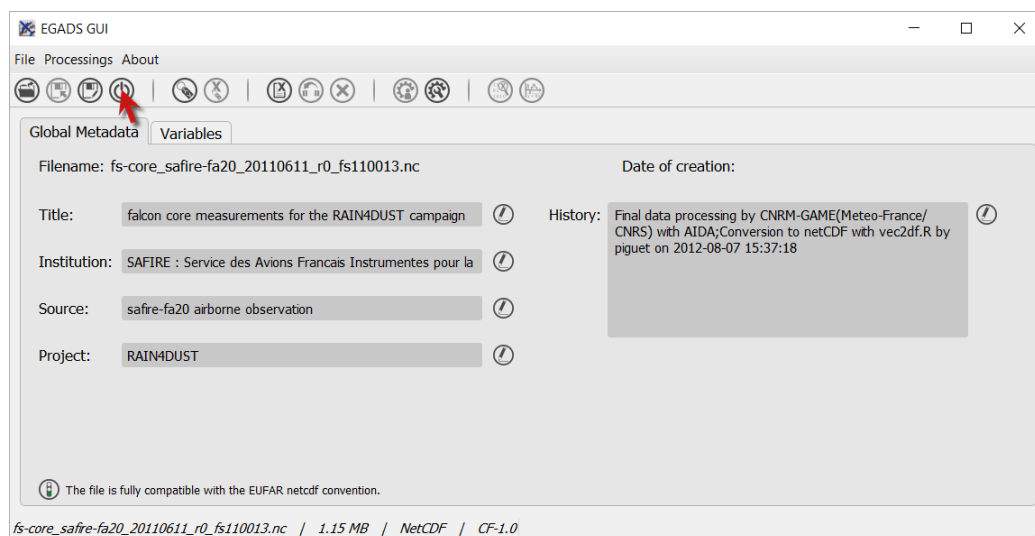 EGADS GUI
File Processings About
Global Metadata Variables
Filename: fs-core_safire-fa20_20110611_r0_fs110013.nc
Date of creation:
Title: falcon core measurements for the RAIN4DUST campaign
Institution: SAFIRE : Service des Avions Francais Instrumentes pour la
Source: safire-fa20 airborne observation
Project: RAIN4DUST
History: Final data processing by CNRM-GAME(Meteo-France/
CNRS) with AIDA;Conversion to netCDF with vec2df.R by
piguet on 2012-08-07 15:37:18
The file is fully compatible with the EUFAR netcdf convention.
fs-core_safire-fa20_20110611_r0_fs110013.nc / 1.15 MB / NetCDF / CF-1.0